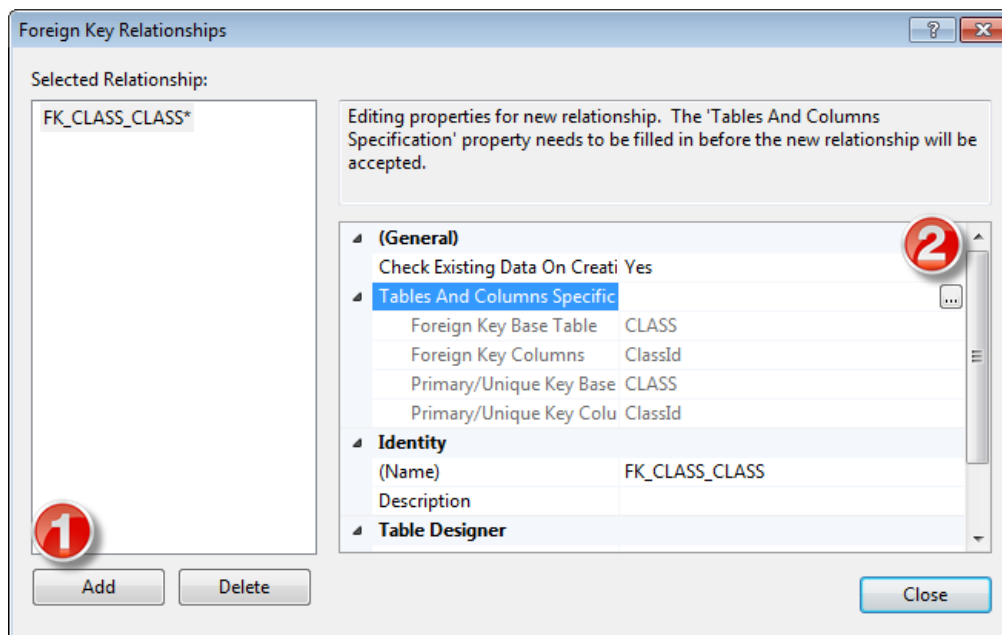 Foreign Key Relationships
Selected Relationship:
FK_CLASS_CLASS*
Editing properties for new relationship. The 'Tables And Columns
Specification' property needs to be filled in before the new relationship will be
accepted.
(General)
Check Existing Data On Creati Yes
Tables And Columns Specific ...
Foreign Key Base Table CLASS
Foreign Key Columns ClassId
Primary/Unique Key Base CLASS
Primary/Unique Key Colu ClassId
Identity
(Name) FK_CLASS_CLASS
Description
Table Designer
1
2
Add Delete
Close